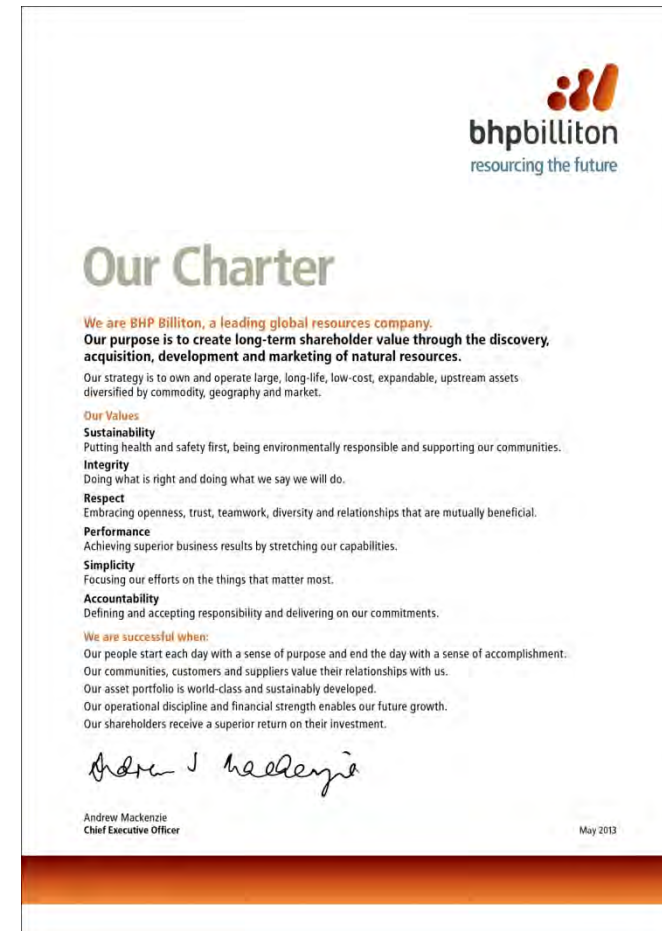 bhpbilliton
resourcing the future
Our Charter
We are BHP Billiton, a leading global resources company.
Our purpose is to create long-term shareholder value through the discovery,
acquisition, development and marketing of natural resources.
Our strategy is to own and operate large, long-life, low-cost, expandable, upstream assets
diversified by commodity, geography and market.
Our Values
Sustainability
Putting health and safety first, being environmentally responsible and supporting our communities.
Integrity
Doing what is right and doing what we say we will do.
Respect
Embracing openness, trust, teamwork, diversity and relationships that are mutually beneficial.
Performance
Achieving superior business results by stretching our capabilities.
Simplicity
Focusing our efforts on the things that matter most.
Accountability
Defining and accepting responsibility and delivering on our commitments.
We are successful when:
Our people start each day with a sense of purpose and end the day with a sense of accomplishment.
Our communities, customers and suppliers value their relationships with us.
Our asset portfolio is world-class and sustainably developed.
Our operational discipline and financial strength enables our future growth.
Our shareholders receive a superior return on their investment.
Andrew J Mackenzie
Andrew Mackenzie
Chief Executive Officer
May 2013